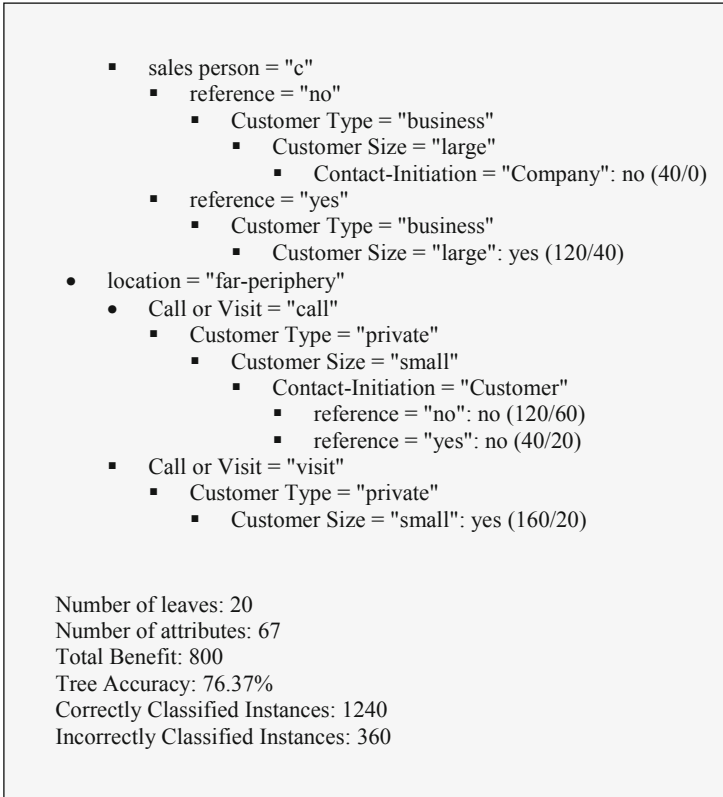 ▪ sales person = "c"
▪ reference = "no"
▪ Customer Type = "business"
▪ Customer Size = "large"
▪ Contact-Initiation = "Company": no (40/0)
▪ reference = "yes"
▪ Customer Type = "business"
▪ Customer Size = "large": yes (120/40)
• location = "far-periphery"
• Call or Visit = "call"
▪ Customer Type = "private"
▪ Customer Size = "small"
▪ Contact-Initiation = "Customer"
▪ reference = "no": no (120/60)
▪ reference = "yes": no (40/20)
▪ Call or Visit = "visit"
▪ Customer Type = "private"
▪ Customer Size = "small": yes (160/20)
Number of leaves: 20
Number of attributes: 67
Total Benefit: 800
Tree Accuracy: 76.37%
Correctly Classified Instances: 1240
Incorrectly Classified Instances: 360